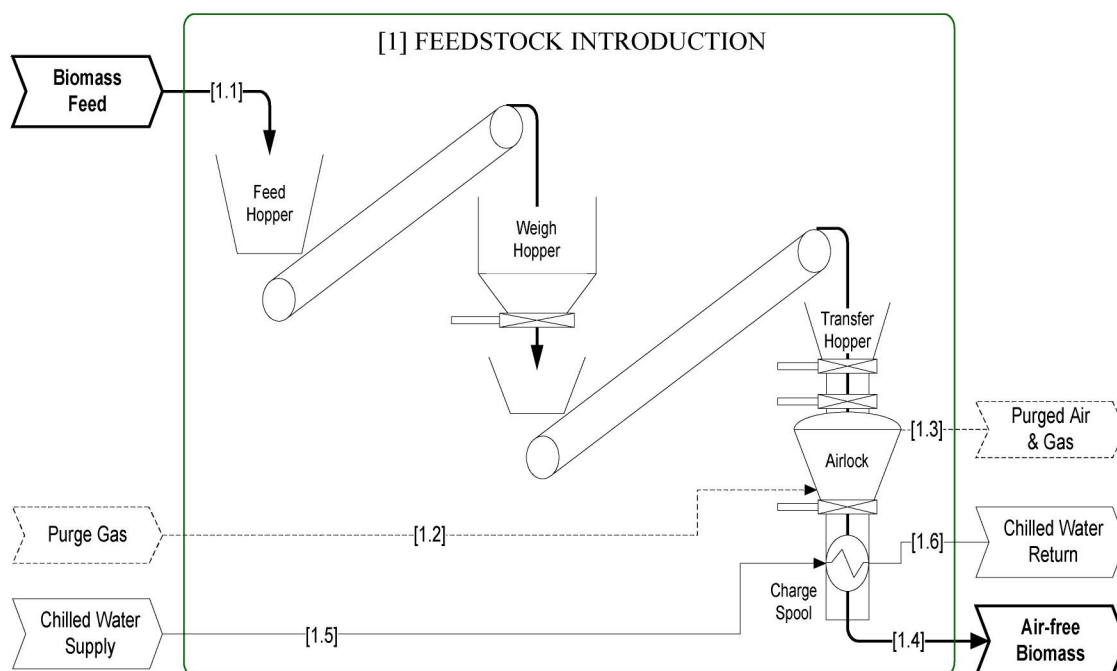 [1] FEEDSTOCK INTRODUCTION
Biomass
Feed
[1.1]
Feed
Hopper
Weigh
Hopper
Transfer
Hopper
[1.3]
Purged Air
& Gas
Airlock
Purge Gas
[1.2]
[1.6]
Chilled Water
Return
Charge
Spool
Chilled Water
Supply
[1.5]
[1.4]
Air-free
Biomass